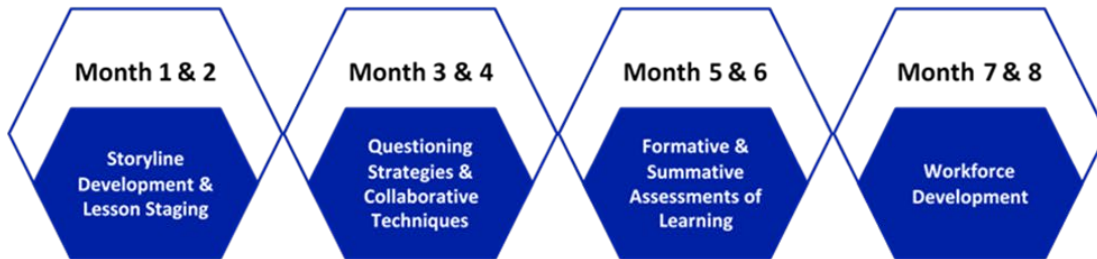 Month 1 & 2
Storyline
Development &
Lesson Staging
Month 3 & 4
Questioning
Strategies &
Collaborative
Techniques
Month 5 & 6
Formative &
Summative
Assessments of
Learning
Month 7 & 8
Workforce
Development